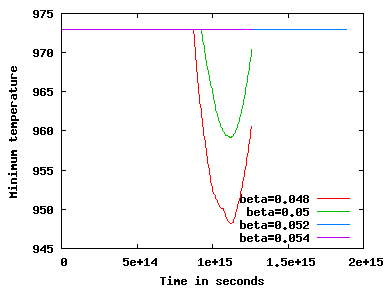 975
970
965
960
955
950
945
Minimum temperature
beta=0.048
beta=0.05
beta=0.052
beta=0.054
0 5e+14 1e+15 1.5e+15 2e+15
Time in seconds